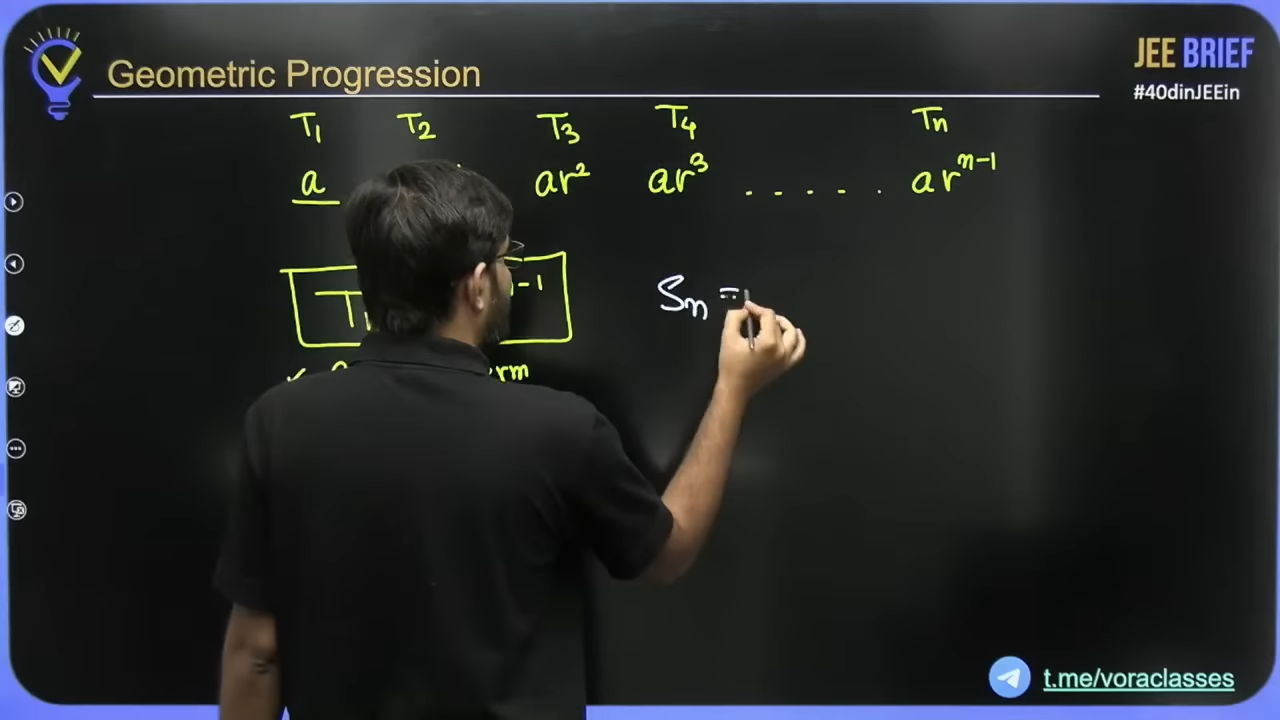 JEE BRIEF
Geometric Progression
#40dinJEEin
T₁ T₂ T₃ T₄ Tₙ
a ar² ar³ ..... arⁿ⁻¹
Sₙ =
t.me/voraclasses